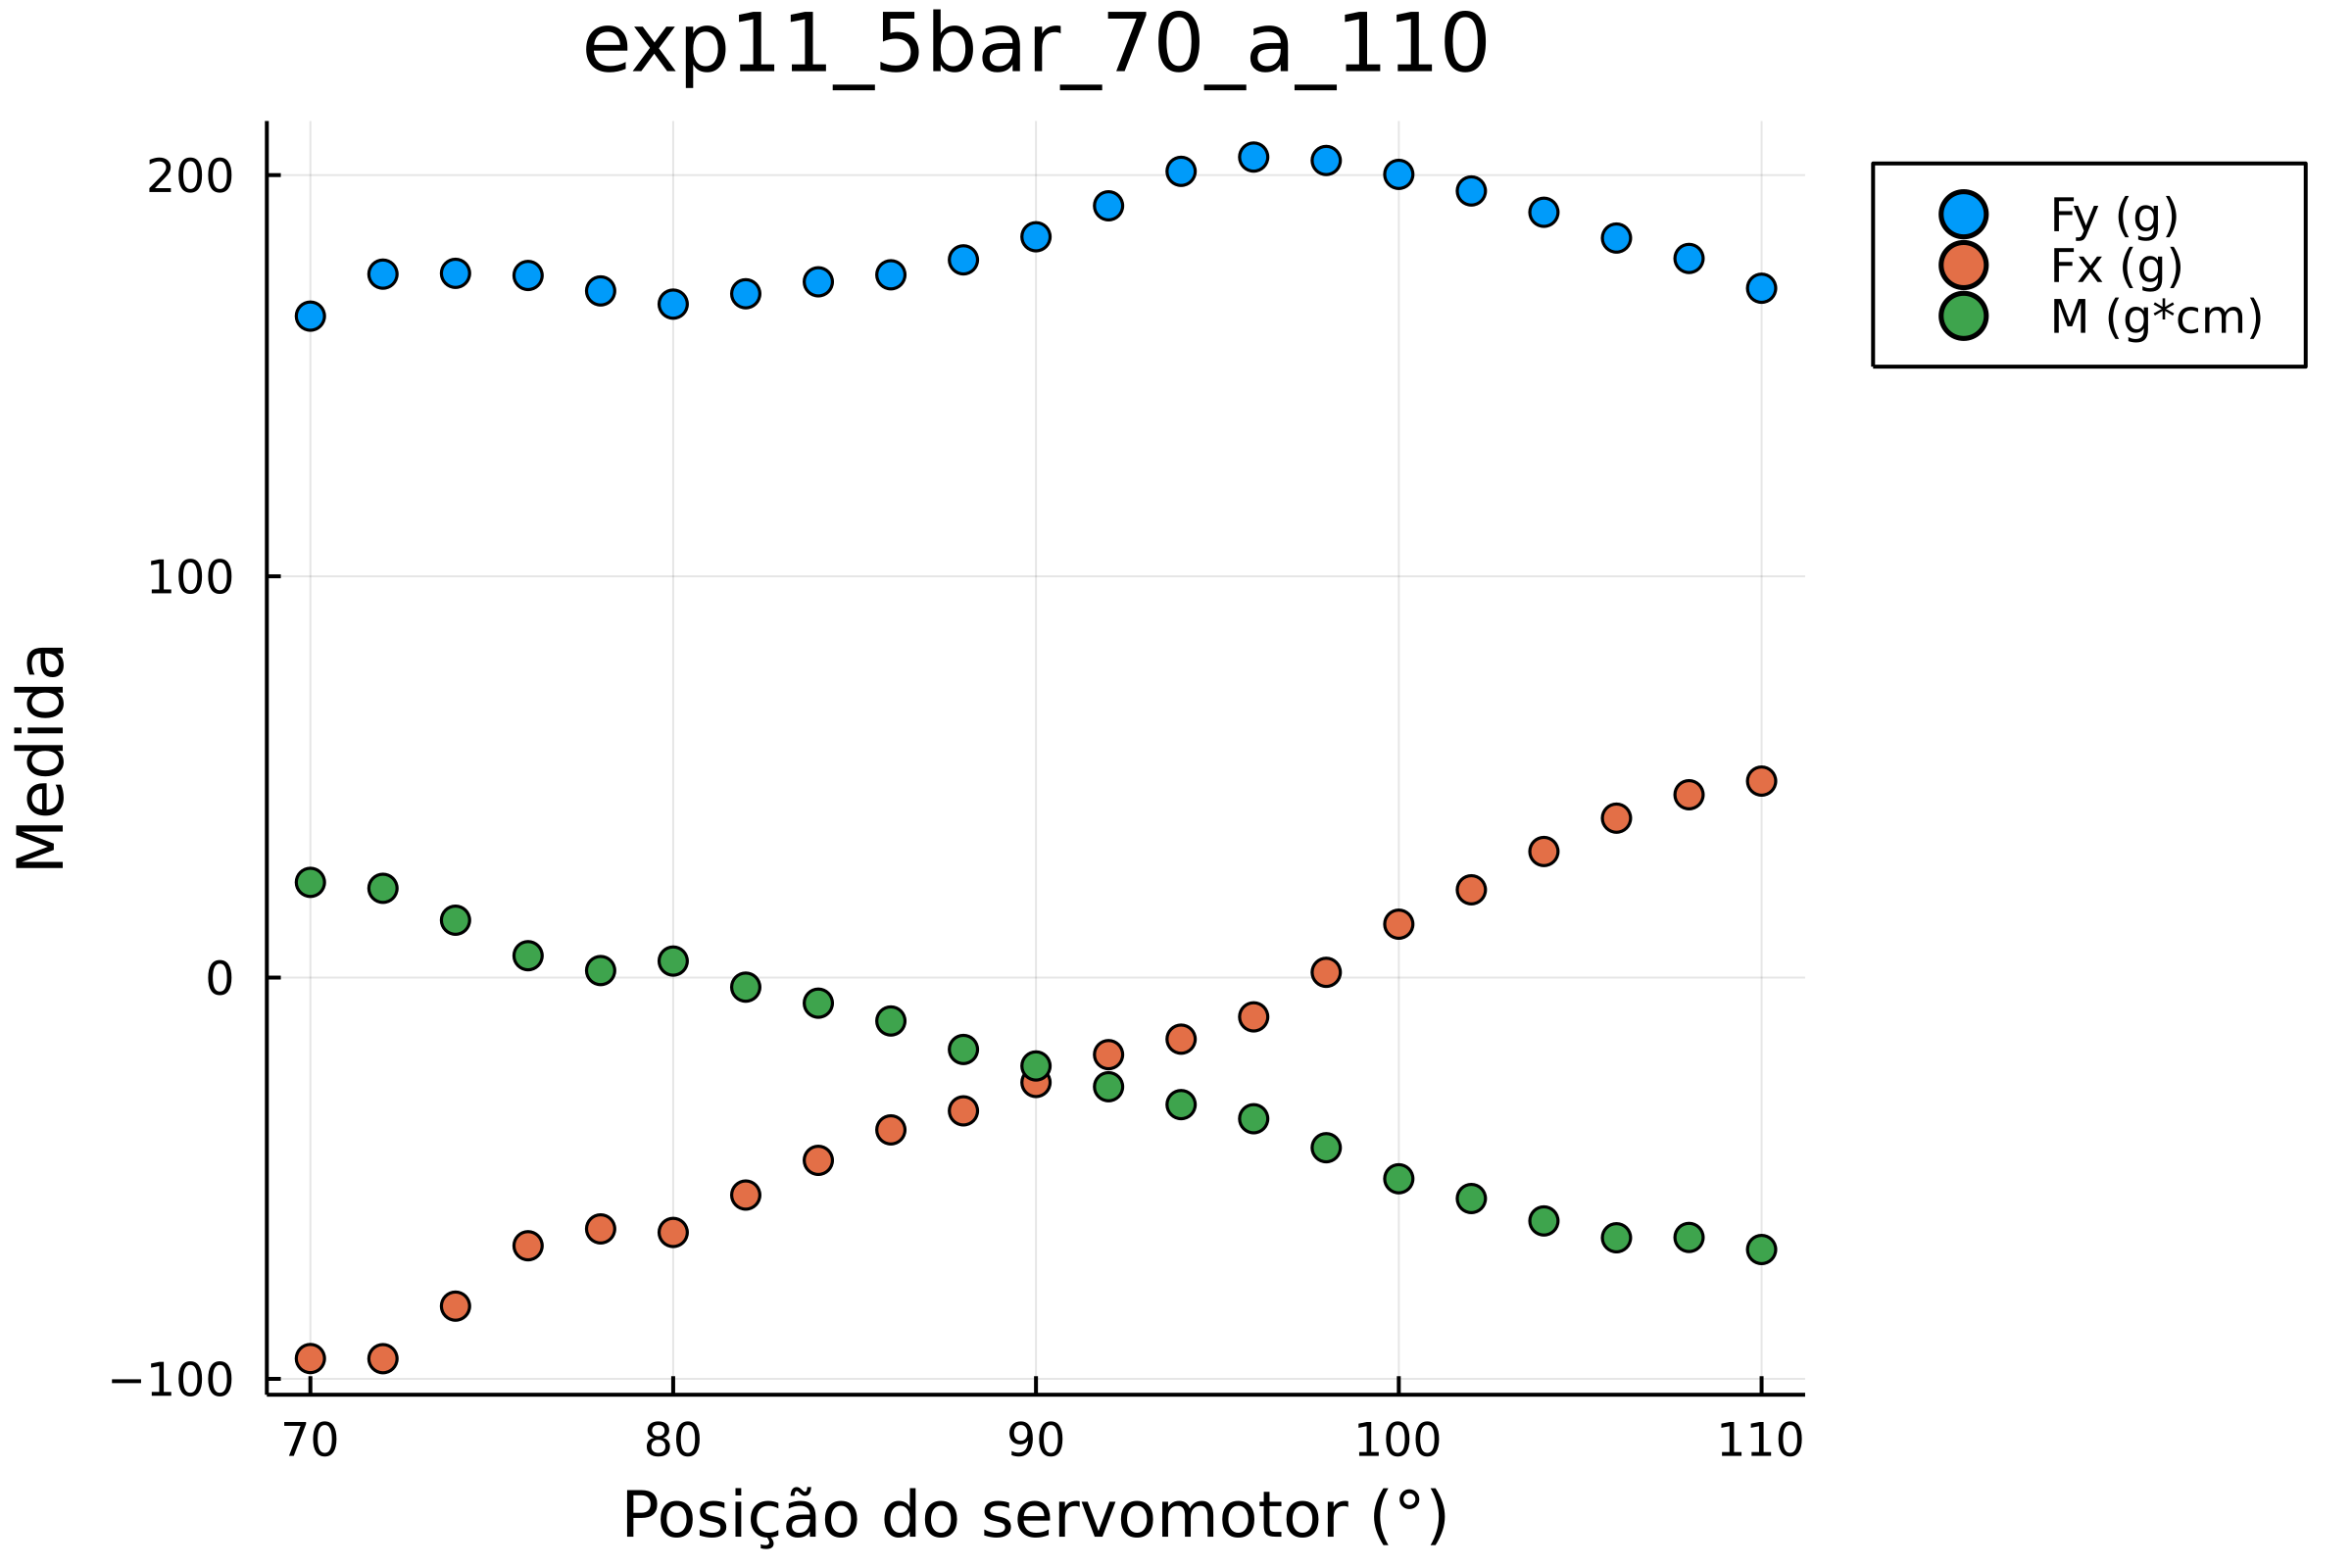 exp11_5bar_70_a_110
Fy (g)
Fx (g)
M (g*cm)
Medida
200
100
0
−100
70 80 90 100 110
Posição do servomotor (°)